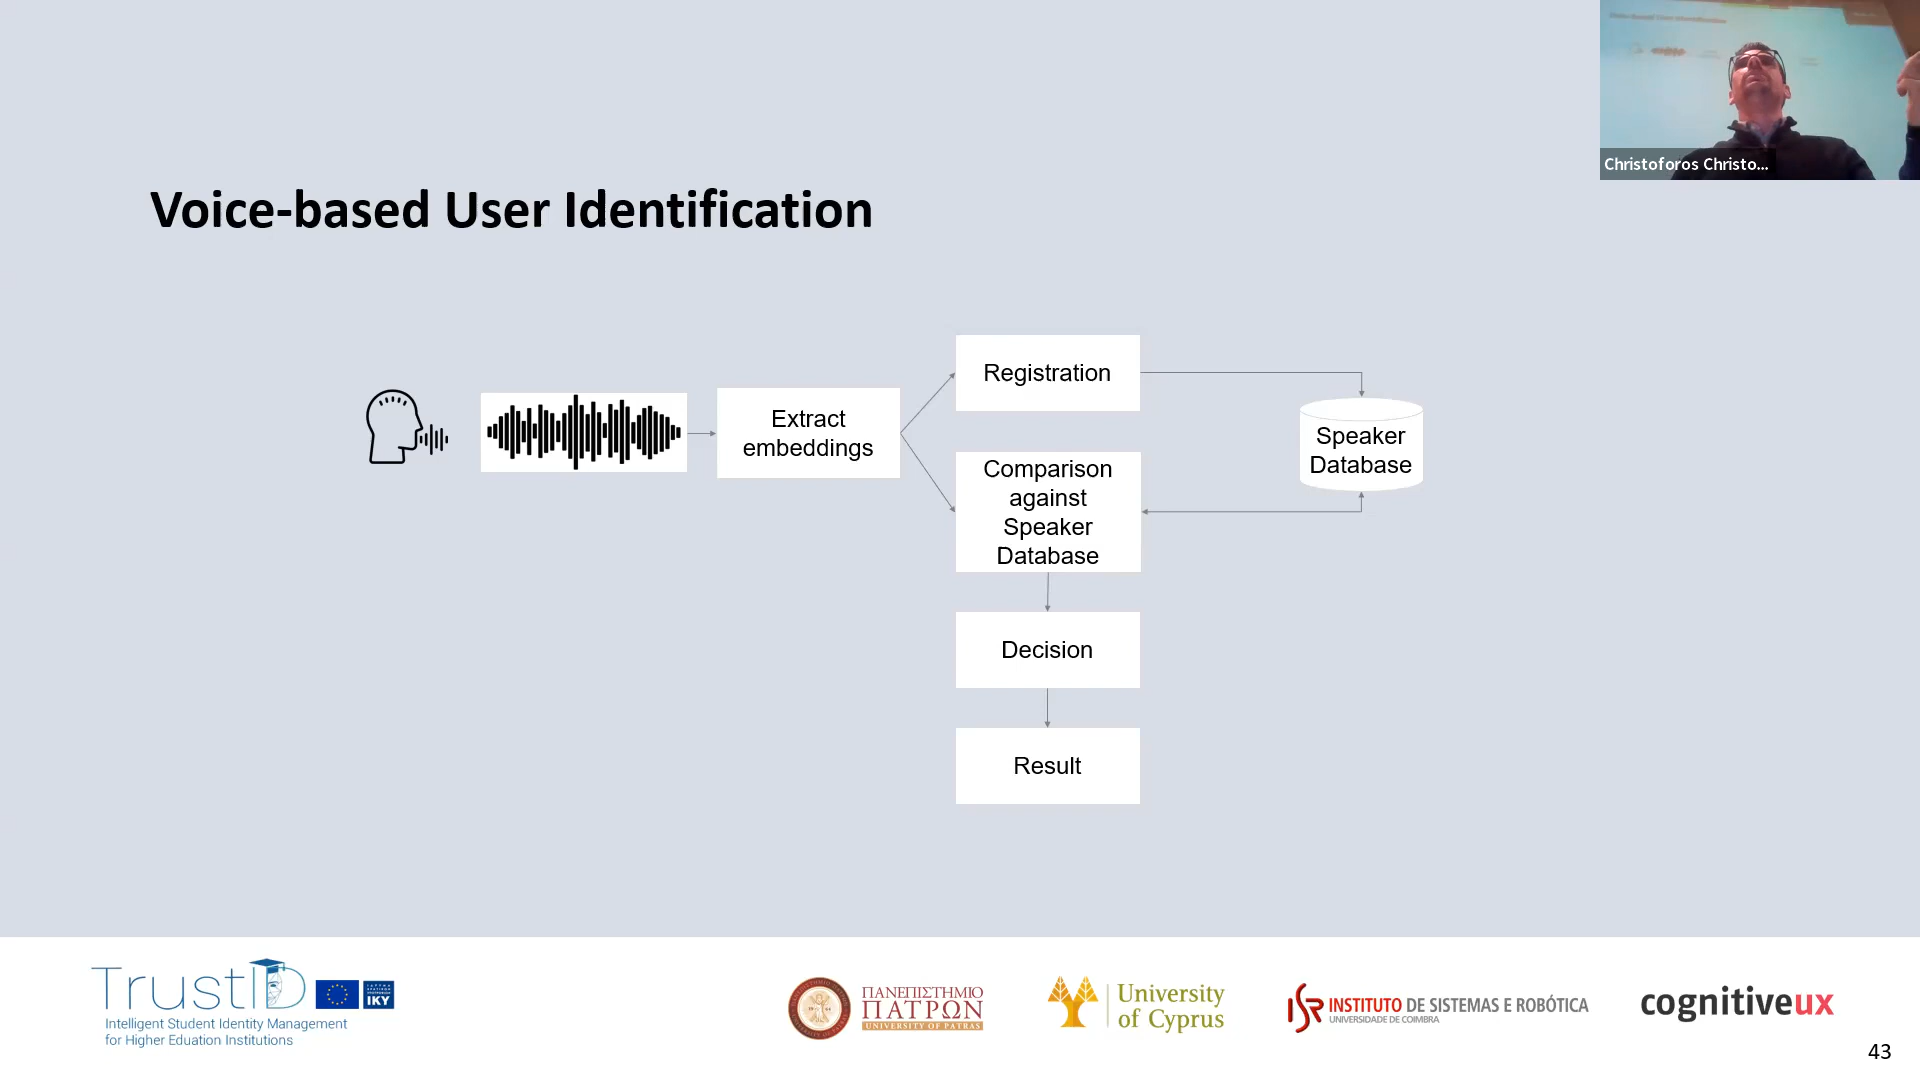 Christoforos Christo...
Voice-based User Identification
Registration
Extract
embeddings
Speaker
Database
Comparison
against
Speaker
Database
Decision
Result
TrustID
IKY
Intelligent Student Identity Management
for Higher Eduation Institutions
ΠΑΝΕΠΙΣΤΗΜΙΟ
ΠΑΤΡΩΝ
UNIVERSITY OF PATRAS
University
of Cyprus
ISR INSTITUTO DE SISTEMAS E ROBÓTICA
UNIVERSIDADE DE COIMBRA
cognitiveux
43